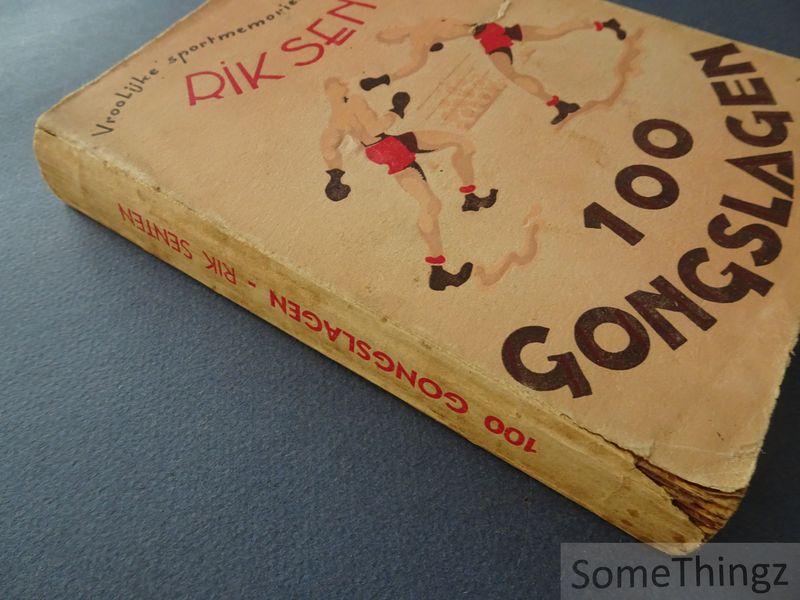 Vroolijke sportmemorie
RIK SEN
100
GONGSLAGEN
100 GONGSLAGEN - RIK SENTEN
SomeThingz